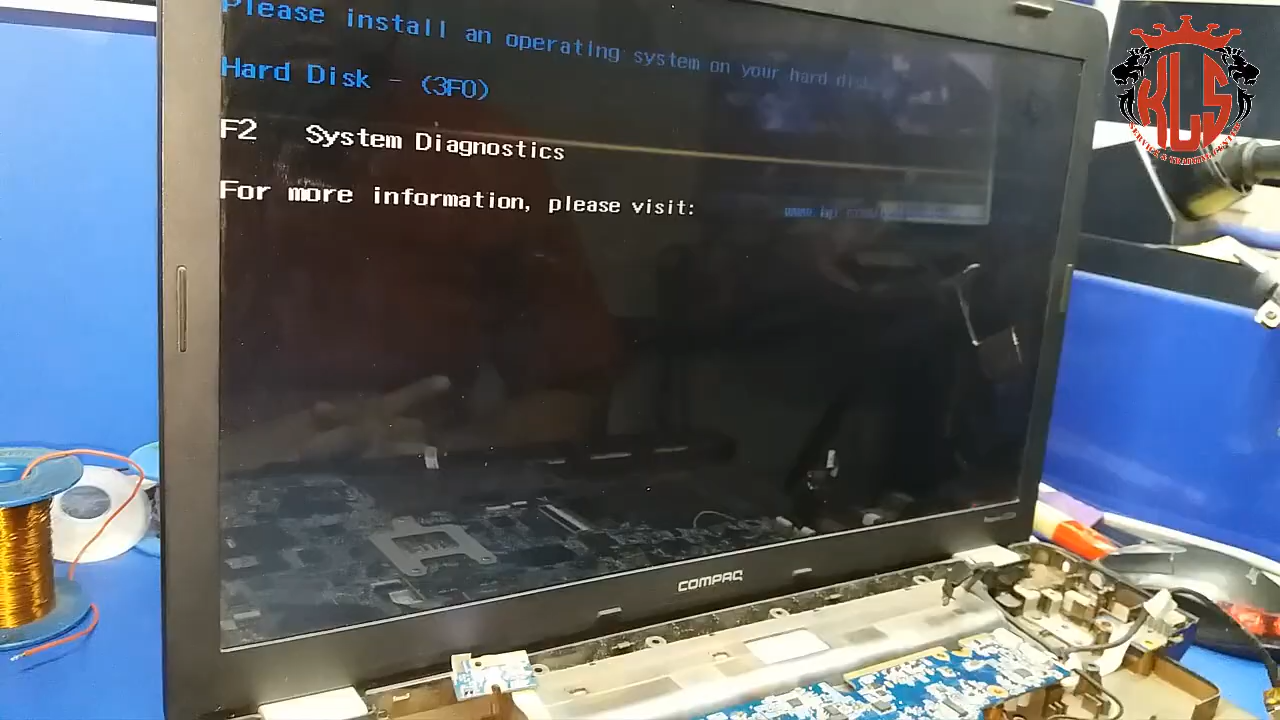 Please install an operating system on your hard disk.
Hard Disk - (3F0)
F2 System Diagnostics
For more information, please visit:
COMPAQ
KLS